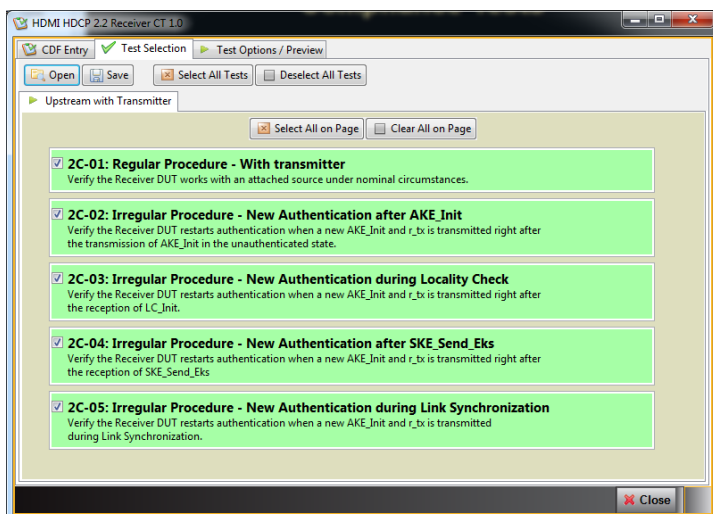 HDMI HDCP 2.2 Receiver CT 1.0
CDF Entry
Test Selection
Test Options / Preview
Open
Save
Select All Tests
Deselect All Tests
Upstream with Transmitter
Select All on Page
Clear All on Page
2C-01: Regular Procedure - With transmitter
Verify the Receiver DUT works with an attached source under nominal circumstances.
2C-02: Irregular Procedure - New Authentication after AKE_Init
Verify the Receiver DUT restarts authentication when a new AKE_Init and r_tx is transmitted right after
the transmission of AKE_Init in the unauthenticated state.
2C-03: Irregular Procedure - New Authentication during Locality Check
Verify the Receiver DUT restarts authentication when a new AKE_Init and r_tx is transmitted right after
the reception of LC_Init.
2C-04: Irregular Procedure - New Authentication after SKE_Send_Eks
Verify the Receiver DUT restarts authentication when a new AKE_Init and r_tx is transmitted right after
the reception of SKE_Send_Eks
2C-05: Irregular Procedure - New Authentication during Link Synchronization
Verify the Receiver DUT restarts authentication when a new AKE_Init and r_tx is transmitted
during Link Synchronization.
Close